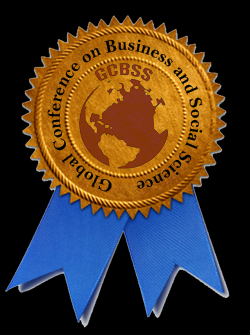 Global Conference on Business and Social Science
GCBSS